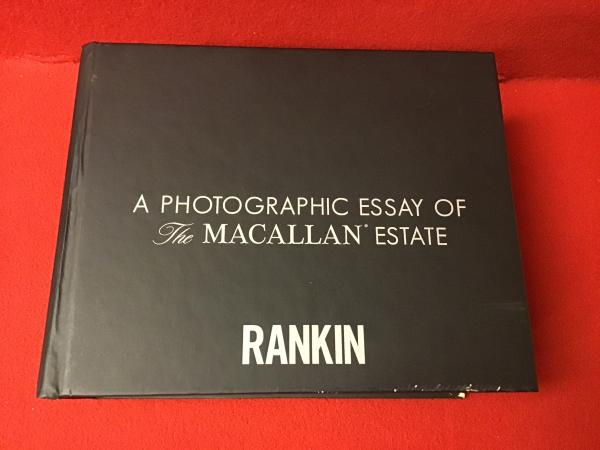 A PHOTOGRAPHIC ESSAY OF
The MACALLAN® ESTATE
RANKIN